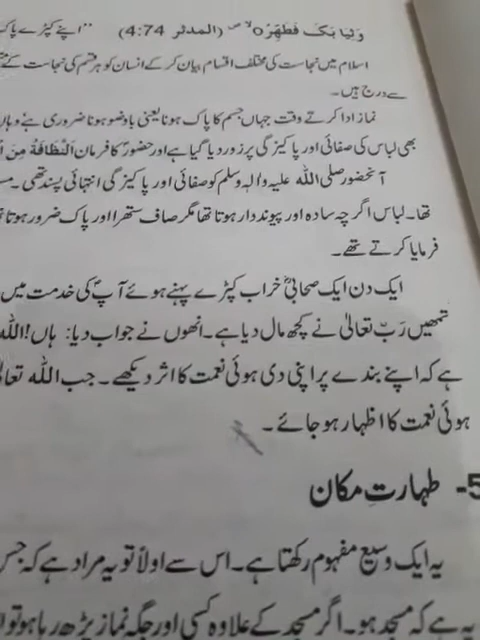 وَثِيَابَكَ فَطَهِّرْ ۝ (المدثر 4:74) "اپنے کپڑے پاک
اسلام میں نجاست کی مختلف اقسام بیان کر کے انسان کو ہر قسم کی نجاست کے
سے درج ہیں۔
نماز ادا کرتے وقت جہاں جسم کا پاک ہونا یعنی باوضو ہونا ضروری ہے وہاں
بھی لباس کی صفائی اور پاکیزگی پر زور دیا گیا ہے اور حضورؐ کا فرمان اَلنَّظَافَةُ مِنَ
آنحضور صلی اللہ علیہ وآلہٖ وسلم کو صفائی اور پاکیزگی انتہائی پسند تھی۔
تھا۔ لباس اگرچہ سادہ اور پیوند دار ہوتا تھا مگر صاف ستھرا اور پاک ضرور ہوتا
فرمایا کرتے تھے۔
ایک دن ایک صحابیؓ خراب کپڑے پہنے ہوئے آپؐ کی خدمت میں
تمھیں ربّ تعالیٰ نے کچھ مال دیا ہے۔ انھوں نے جواب دیا: ہاں! اللہ
ہے کہ اپنے بندے پر اپنی دی ہوئی نعمت کا اثر دیکھے۔ جب اللہ تعالیٰ
ہوئی نعمت کا اظہار ہو جائے۔
5- طہارتِ مکان
یہ ایک وسیع مفہوم رکھتا ہے۔ اس سے اولاً تو یہ مراد ہے کہ جس
یہ ہے کہ مسجد ہو۔ اگر مسجد کے علاوہ کسی اور جگہ نماز پڑھ رہا ہو تو